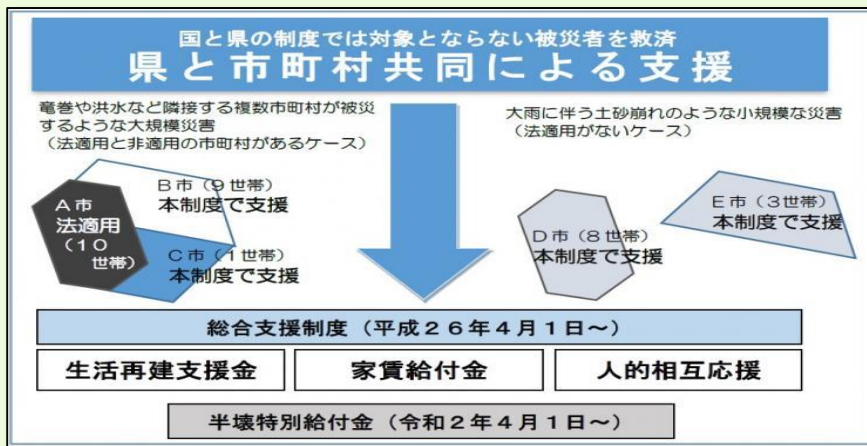 国と県の制度では対象とならない被災者を救済
県と市町村共同による支援
竜巻や洪水など隣接する複数市町村が被災
するような大規模災害
（法適用と非適用の市町村があるケース）
大雨に伴う土砂崩れのような小規模な災害
（法適用がないケース）
A市
法適用
（10
世帯）
B市（9世帯）
本制度で支援
C市（1世帯）
本制度で支援
D市（8世帯）
本制度で支援
E市（3世帯）
本制度で支援
総合支援制度（平成２６年４月１日～）
生活再建支援金
家賃給付金
人的相互応援
半壊特別給付金（令和２年４月１日～）